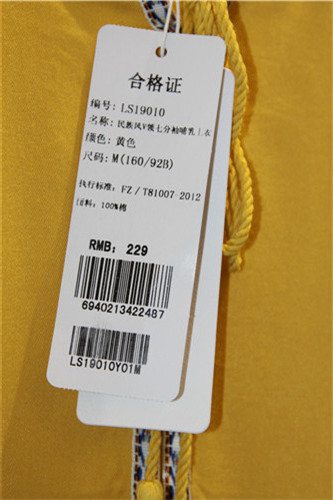 合格证
编号: LS19010
名称: 民族风V领七分袖哺乳上衣
颜色: 黄色
尺码: M(160/92B)
执行标准: FZ/T81007-2012
面料: 100%棉
RMB: 229
6940213422487
LS19010Y01M